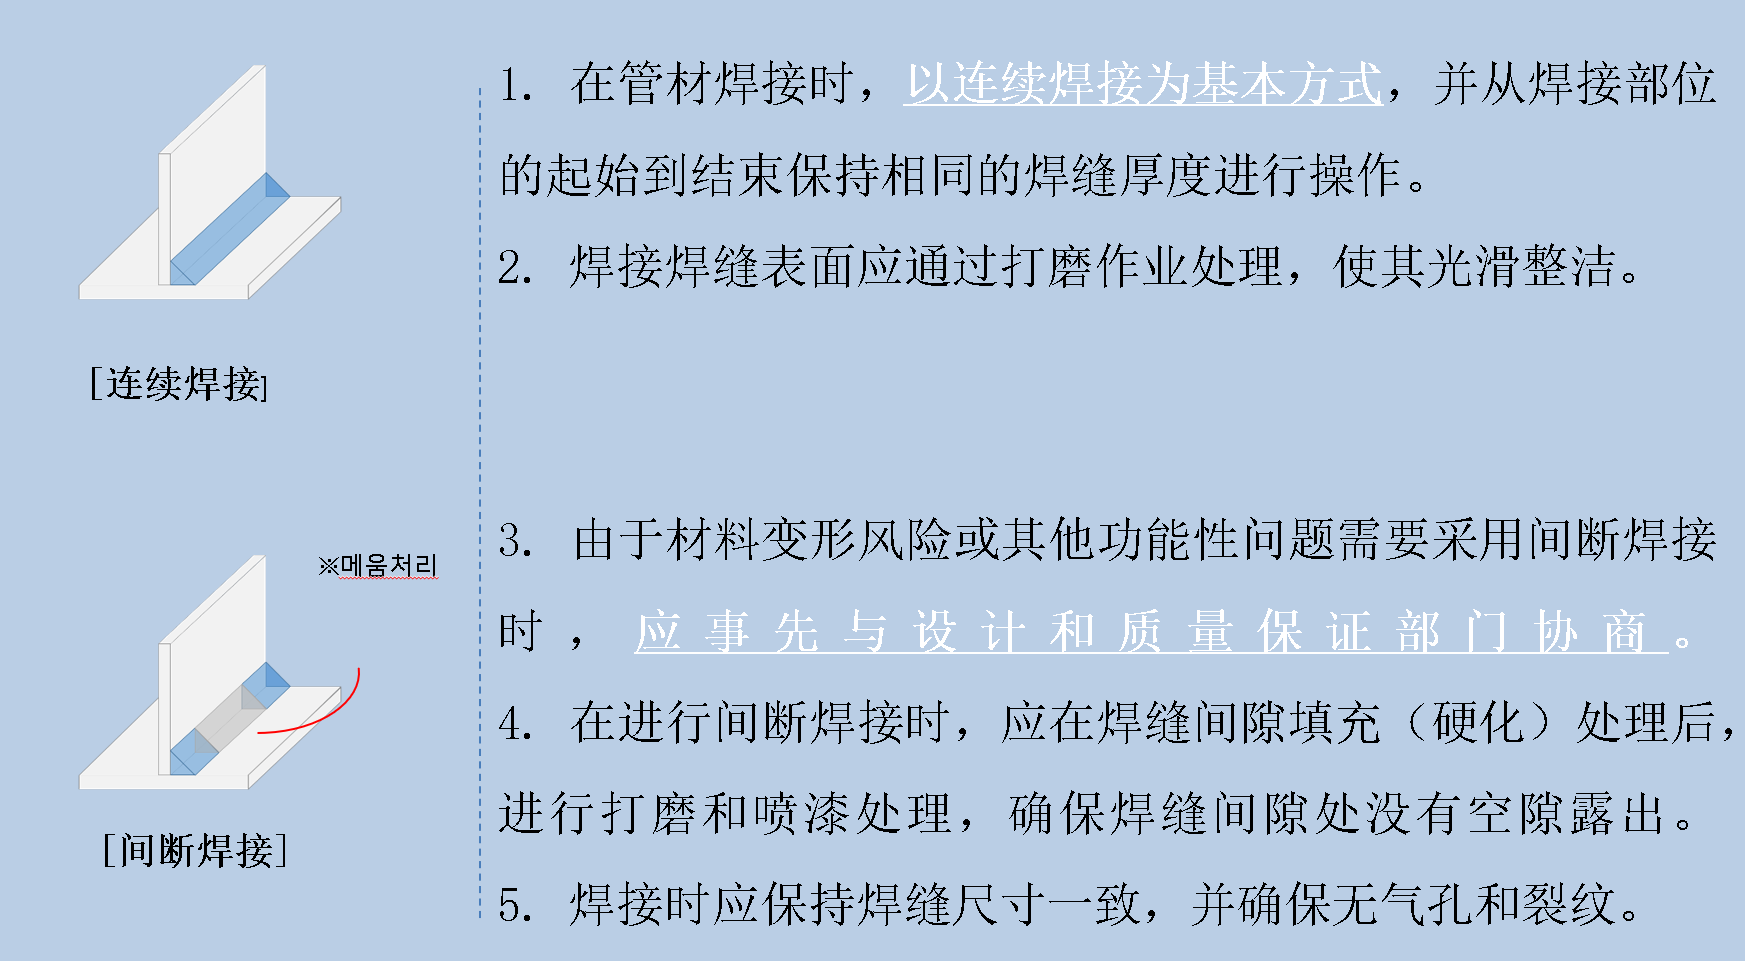 1. 在管材焊接时，以连续焊接为基本方式，并从焊接部位
的起始到结束保持相同的焊缝厚度进行操作。
2. 焊接焊缝表面应通过打磨作业处理，使其光滑整洁。
[连续焊接]
3. 由于材料变形风险或其他功能性问题需要采用间断焊接
时，应事先与设计和质量保证部门协商。
4. 在进行间断焊接时，应在焊缝间隙填充（硬化）处理后，
进行打磨和喷漆处理，确保焊缝间隙处没有空隙露出。
5. 焊接时应保持焊缝尺寸一致，并确保无气孔和裂纹。
※메움처리
[间断焊接]